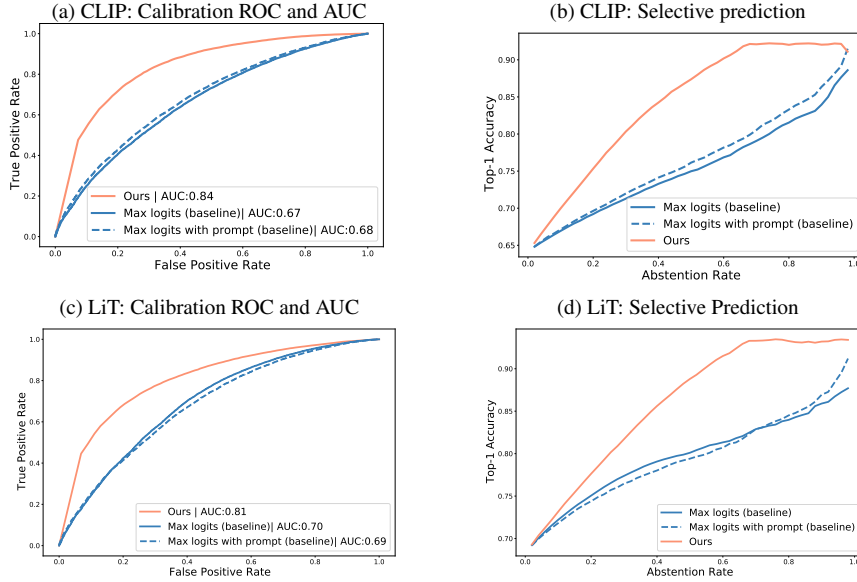 (a) CLIP: Calibration ROC and AUC
1.0
0.8
0.6
0.4
0.2
0.0
True Positive Rate
0.0 0.2 0.4 0.6 0.8 1.0
False Positive Rate
Ours | AUC:0.84
Max logits (baseline)| AUC:0.67
Max logits with prompt (baseline)| AUC:0.68
(b) CLIP: Selective prediction
0.90
0.85
0.80
0.75
0.70
0.65
Top-1 Accuracy
0.0 0.2 0.4 0.6 0.8 1.0
Abstention Rate
Max logits (baseline)
Max logits with prompt (baseline)
Ours
(c) LiT: Calibration ROC and AUC
1.0
0.8
0.6
0.4
0.2
0.0
True Positive Rate
0.0 0.2 0.4 0.6 0.8 1.0
False Positive Rate
Ours | AUC:0.81
Max logits (baseline)| AUC:0.70
Max logits with prompt (baseline)| AUC:0.69
(d) LiT: Selective Prediction
0.90
0.85
0.80
0.75
0.70
Top-1 Accuracy
0.0 0.2 0.4 0.6 0.8 1.0
Abstention Rate
Max logits (baseline)
Max logits with prompt (baseline)
Ours